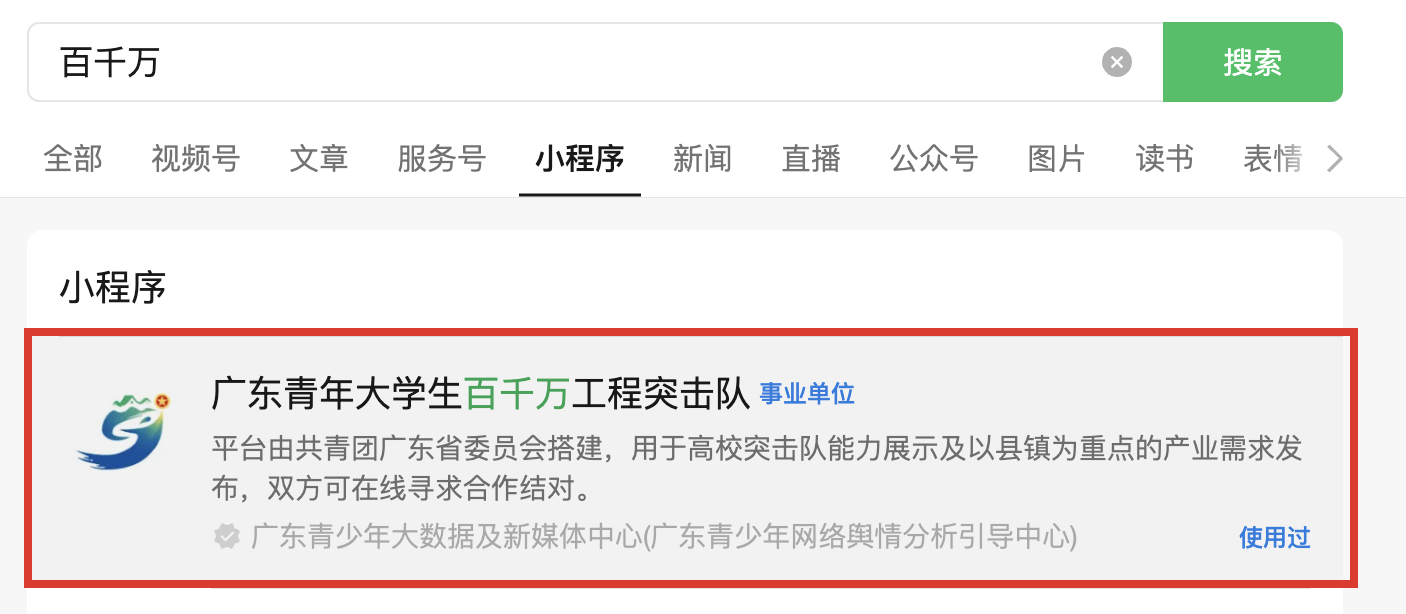 百千万
搜索
全部 视频号 文章 服务号 小程序 新闻 直播 公众号 图片 读书 表情
小程序
广东青年大学生百千万工程突击队 事业单位
平台由共青团广东省委员会搭建，用于高校突击队能力展示及以县镇为重点的产业需求发
布，双方可在线寻求合作结对。
广东青少年大数据及新媒体中心(广东青少年网络舆情分析引导中心)
使用过